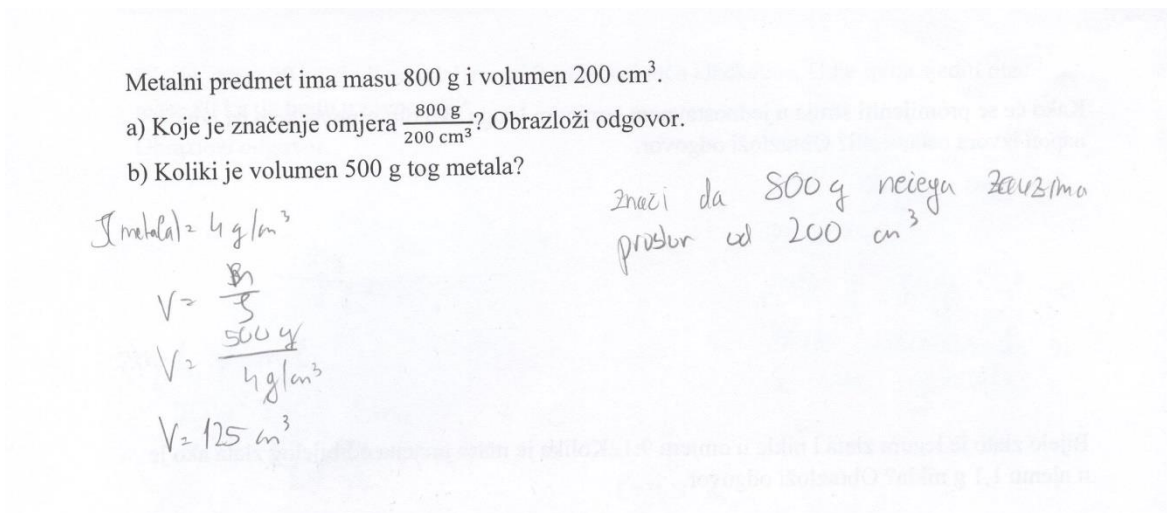 Metalni predmet ima masu 800 g i volumen 200 cm³.
a) Koje je značenje omjera 800 g / 200 cm³? Obrazloži odgovor.
b) Koliki je volumen 500 g tog metala?
znači da 800 g nečega zauzima
prostor od 200 cm³
ρ(metala) = 4 g/cm³
V = m/ρ
V = 500 g / 4 g/cm³
V = 125 cm³